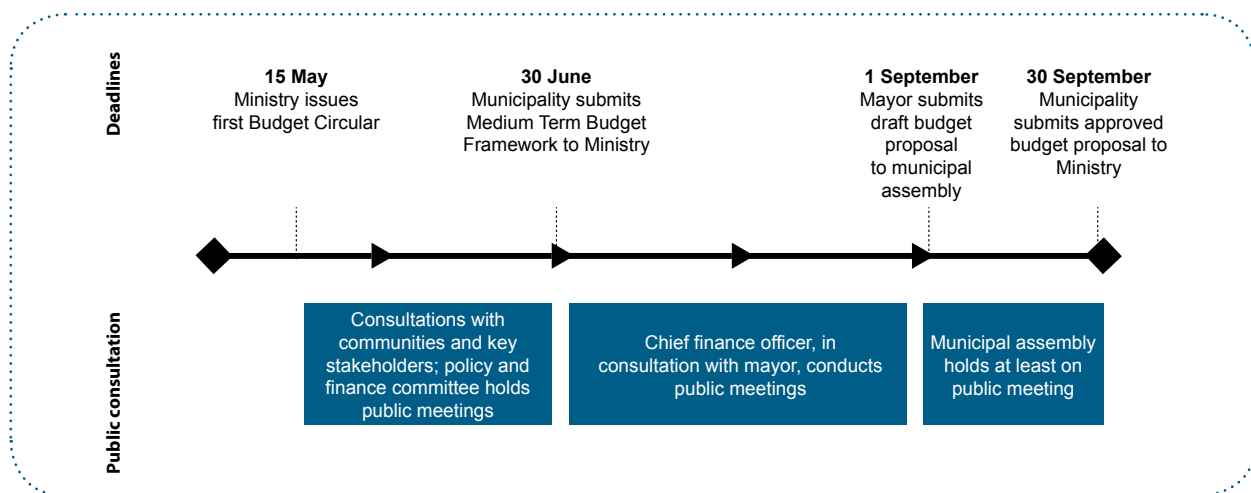 Deadlines
15 May
Ministry issues
first Budget Circular
30 June
Municipality submits
Medium Term Budget
Framework to Ministry
1 September
Mayor submits
draft budget
proposal
to municipal
assembly
30 September
Municipality
submits approved
budget proposal to
Ministry
Public consultation
Consultations with
communities and key
stakeholders; policy and
finance committee holds
public meetings
Chief finance officer, in
consultation with mayor, conducts
public meetings
Municipal assembly
holds at least on
public meeting